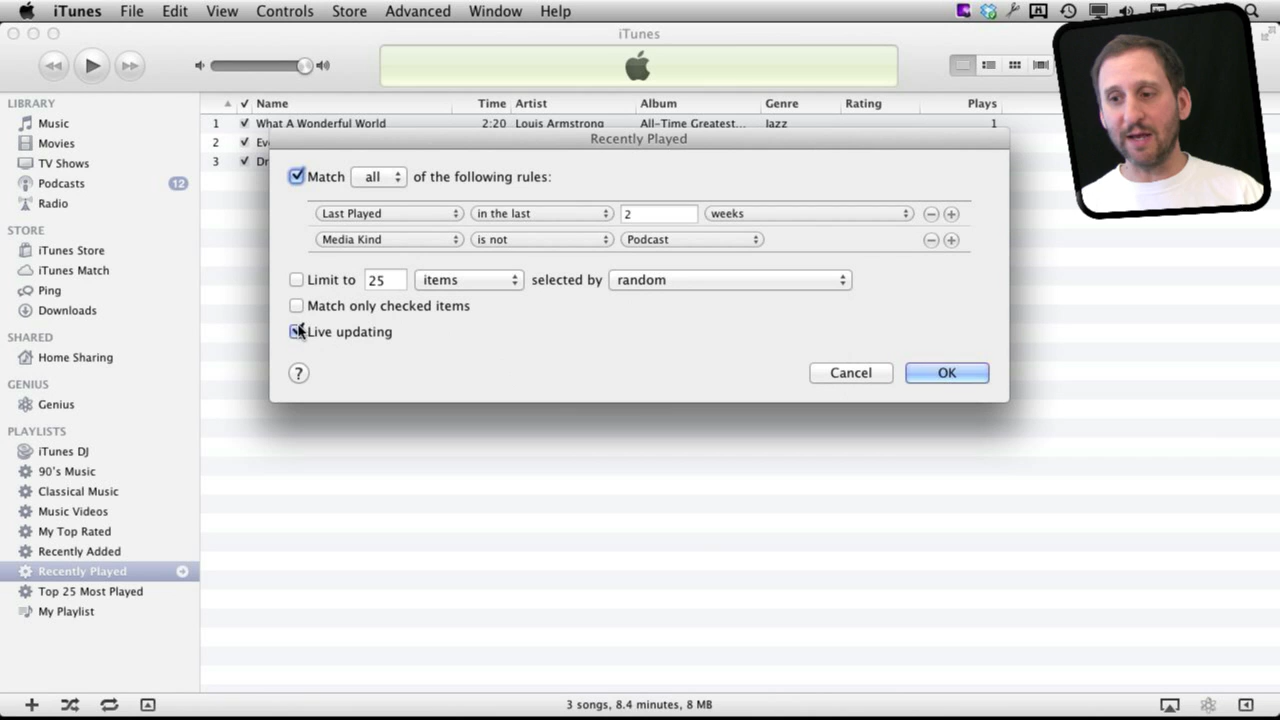 iTunes File Edit View Controls Store Advanced Window Help
iTunes
LIBRARY
Music
Movies
TV Shows
Podcasts 12
Radio
STORE
iTunes Store
iTunes Match
Ping
Downloads
SHARED
Home Sharing
GENIUS
Genius
PLAYLISTS
iTunes DJ
90's Music
Classical Music
Music Videos
My Top Rated
Recently Added
Recently Played
Top 25 Most Played
My Playlist
Name Time Artist Album Genre Rating Plays
1 What A Wonderful World 2:20 Louis Armstrong All-Time Greatest... Jazz 1
2
3
Recently Played
Match all of the following rules:
Last Played in the last 2 weeks
Media Kind is not Podcast
Limit to 25 items selected by random
Match only checked items
Live updating
? Cancel OK
3 songs, 8.4 minutes, 8 MB